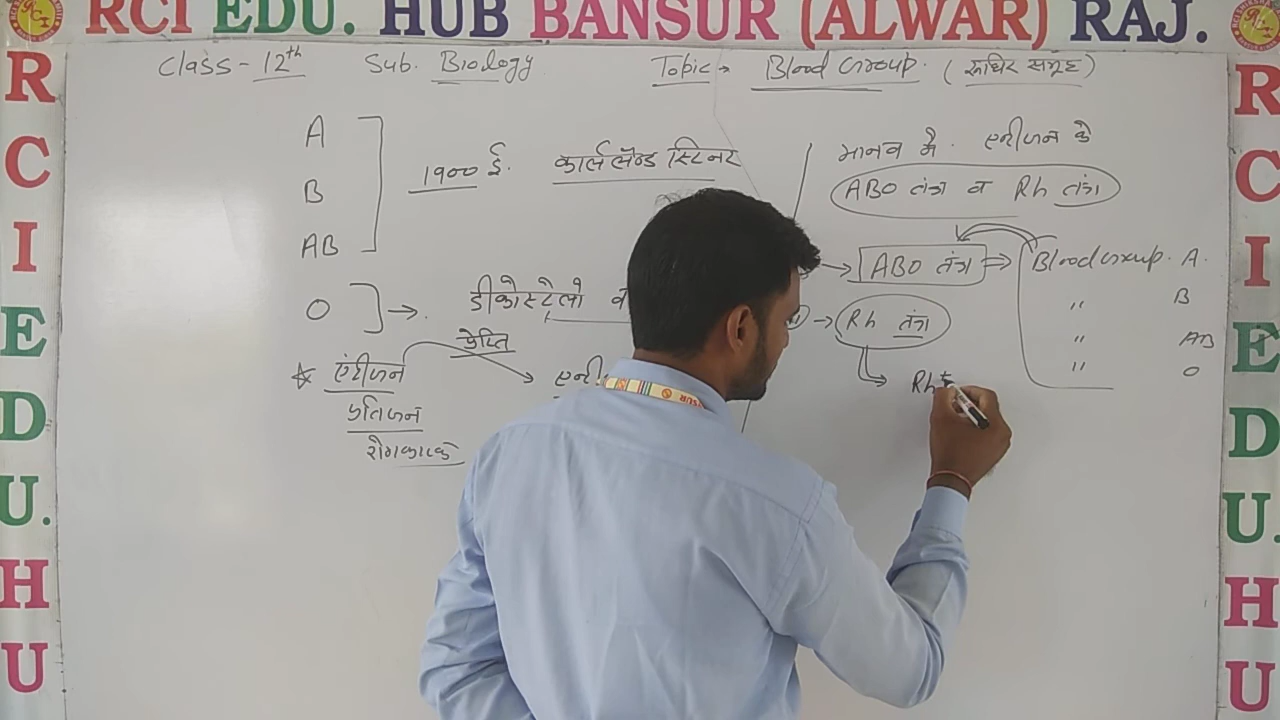 RCI EDU. HUB BANSUR (ALWAR) RAJ.
R
C
I
E
D
U.
H
U
Class - 12th Sub. Biology Topic → Blood Group. (रूधिर समूह)
A
B
AB
1900 ई. कार्ल लैण्ड स्टिनर
O → डीकोस्टेलो व
* एंटीजन प्रेरित → एन्टी
प्रतिजन
रोगकारक
मानव मे. एन्टीजन के
ABO तंत्र व Rh तंत्र
→ ABO तंत्र ⇒ Blood Group. A.
" B
" AB
" O
→ Rh तंत्र
Rh+
R
C
I
E
D
U.
H
U